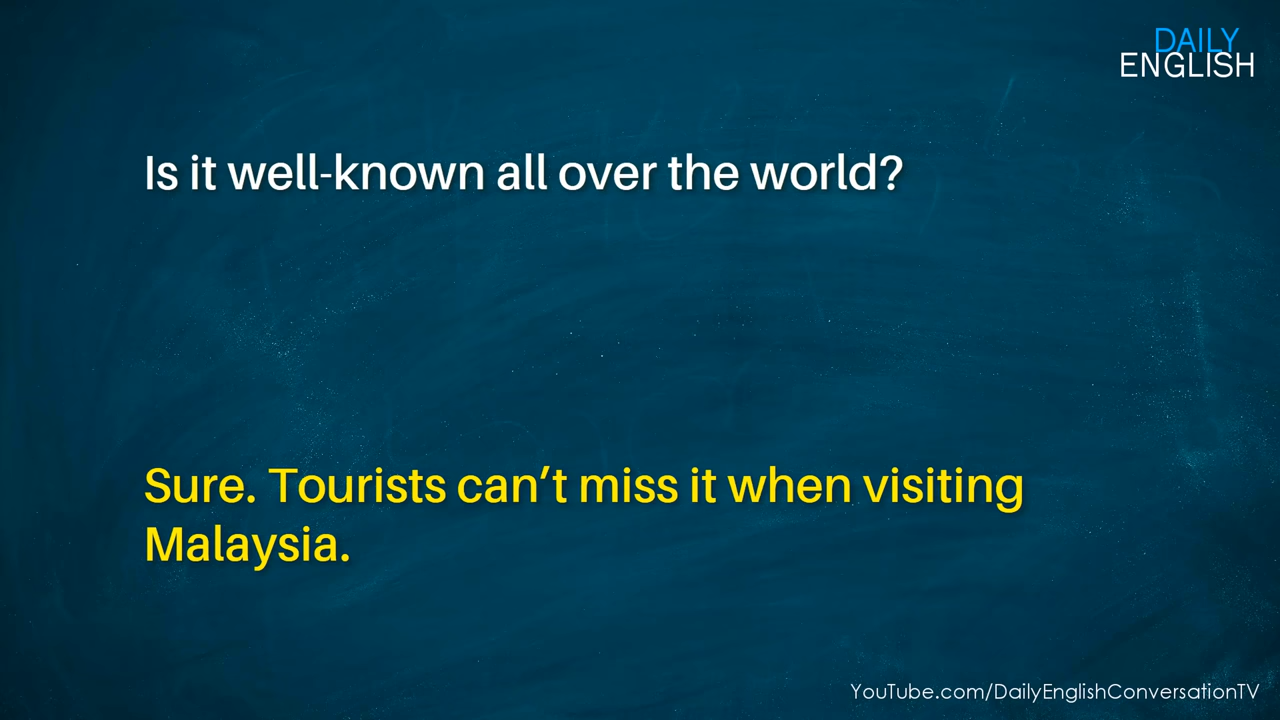 DAILY
ENGLISH
Is it well-known all over the world?
Sure. Tourists can’t miss it when visiting
Malaysia.
YouTube.com/DailyEnglishConversationTV